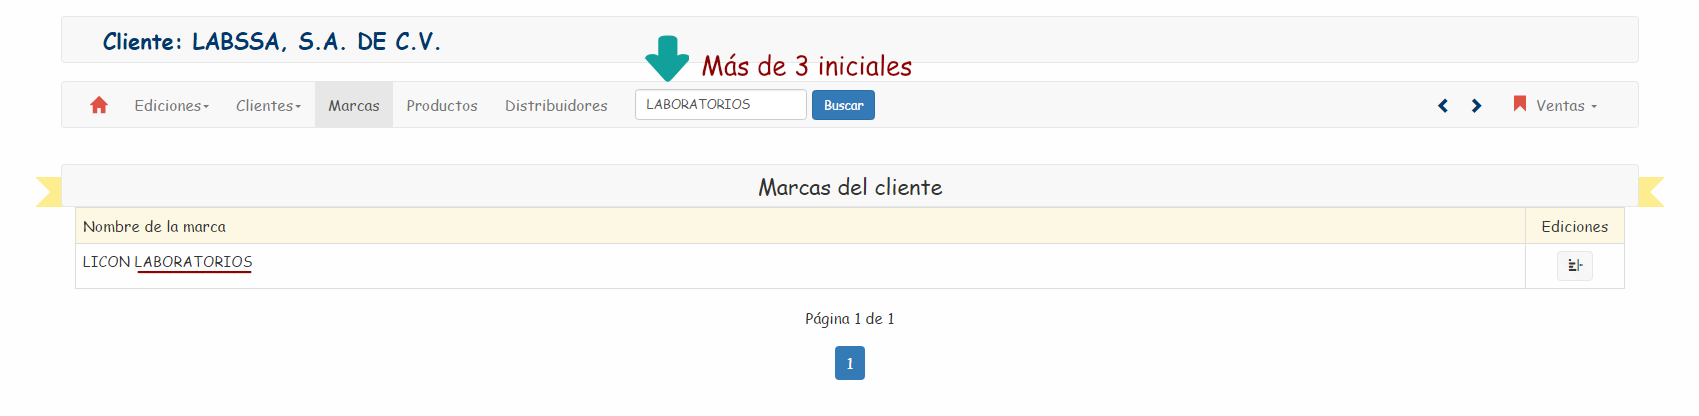 Cliente: LABSSA, S.A. DE C.V.
Más de 3 iniciales
Ediciones Clientes Marcas Productos Distribuidores LABORATORIOS Buscar Ventas
Marcas del cliente
Nombre de la marca Ediciones
LICON LABORATORIOS
Página 1 de 1
1